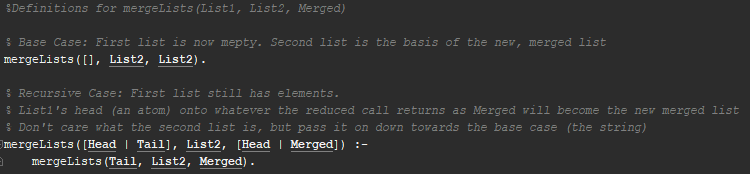 %Definitions for mergeLists(List1, List2, Merged)
% Base Case: First list is now mepty. Second list is the basis of the new, merged list
mergeLists([], List2, List2).
% Recursive Case: First list still has elements.
% List1's head (an atom) onto whatever the reduced call returns as Merged will become the new merged list
% Don't care what the second list is, but pass it on down towards the base case (the string)
mergeLists([Head | Tail], List2, [Head | Merged]) :-
    mergeLists(Tail, List2, Merged).